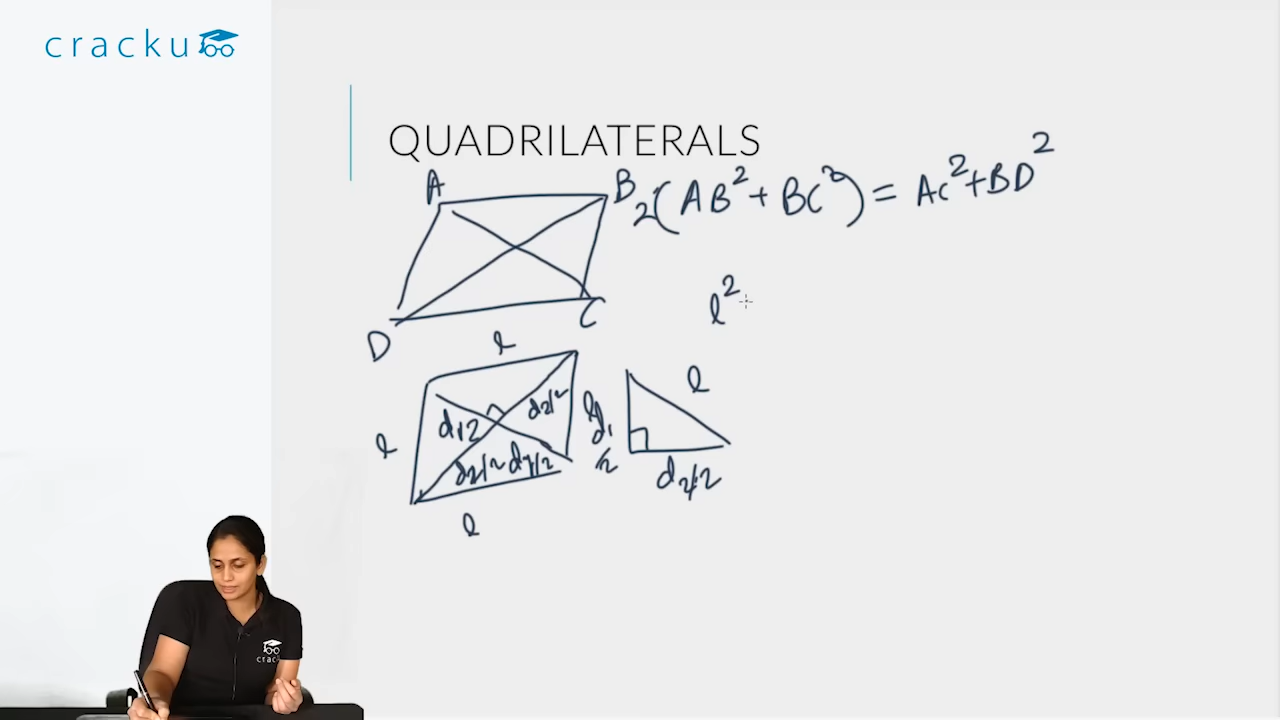 cracku
QUADRILATERALS
A
B
2(AB²+BC²)=AC²+BD²
D
C
l²
l
l
d1/2
d2/2
d2/2
d1/2
l
l
l
d1
/2
d2/2
crac